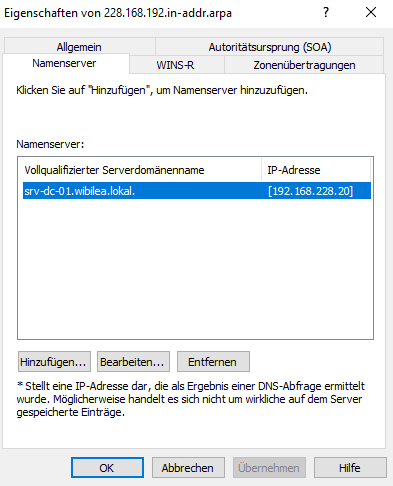 Eigenschaften von 228.168.192.in-addr.arpa
?
Allgemein
Autoritätsursprung (SOA)
Namenserver
WINS-R
Zonenübertragungen
Klicken Sie auf "Hinzufügen", um Namenserver hinzuzufügen.
Namenserver:
Vollqualifizierter Serverdomänenname
IP-Adresse
srv-dc-01.wibilea.lokal.
[192.168.228.20]
Hinzufügen...
Bearbeiten...
Entfernen
* Stellt eine IP-Adresse dar, die als Ergebnis einer DNS-Abfrage ermittelt
wurde. Möglicherweise handelt es sich nicht um wirkliche auf dem Server
gespeicherte Einträge.
OK
Abbrechen
Übernehmen
Hilfe